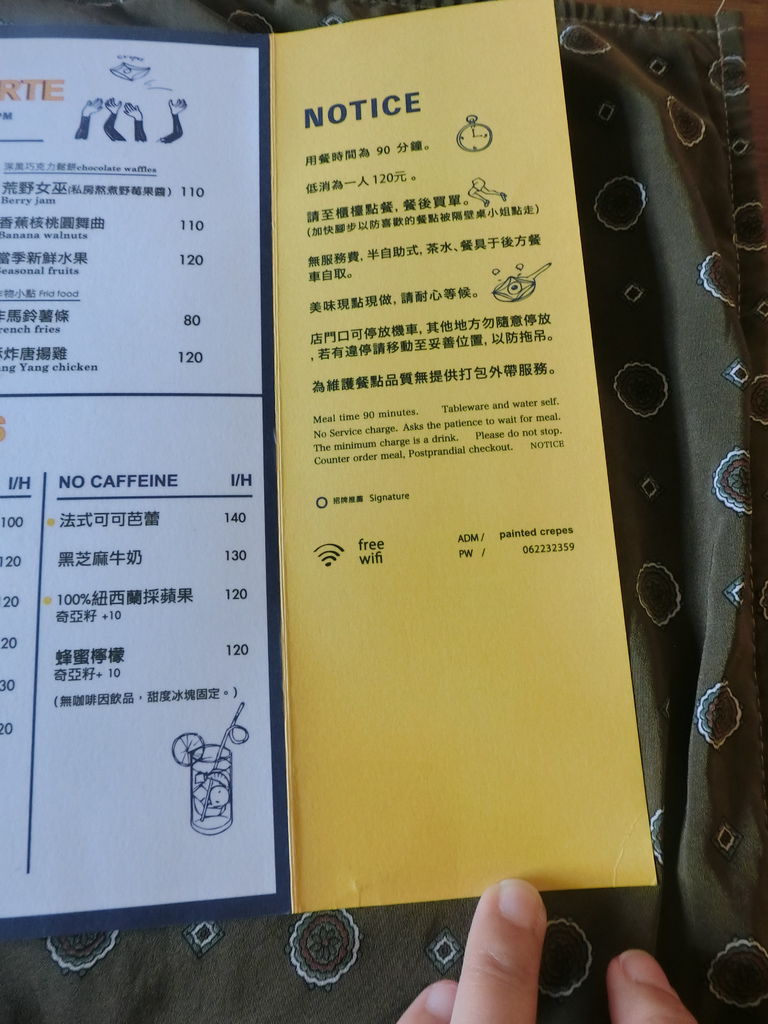 RTE
PM
深黑巧克力鬆餅chocolate waffles
荒野女巫(私房熬煮野莓果醬) 110
Berry jam
香蕉核桃圓舞曲 110
Banana walnuts
當季新鮮水果 120
Seasonal fruits
炸物小點 Frid food
炸馬鈴薯條 80
French fries
酥炸唐揚雞 120
ang Yang chicken
S
I/H
100
120
120
120
130
120
NO CAFFEINE I/H
法式可可芭蕾 140
黑芝麻牛奶 130
100%紐西蘭採蘋果 120
奇亞籽 +10
蜂蜜檸檬 120
奇亞籽+ 10
(無咖啡因飲品，甜度冰塊固定。)
NOTICE
用餐時間為 90 分鐘。
低消為一人120元。
請至櫃檯點餐, 餐後買單。
(加快腳步以防喜歡的餐點被隔壁桌小姐點走)
無服務費, 半自助式, 茶水、餐具于後方餐
車自取。
美味現點現做, 請耐心等候。
店門口可停放機車, 其他地方勿隨意停放
, 若有違停請移動至妥善位置, 以防拖吊。
為維護餐點品質無提供打包外帶服務。
Meal time 90 minutes. Tableware and water self.
No Service charge. Asks the patience to wait for meal.
The minimum charge is a drink. Please do not stop.
Counter order meal, Postprandial checkout. NOTICE
招牌推薦 Signature
free
wifi
ADM / painted crepes
PW / 062232359